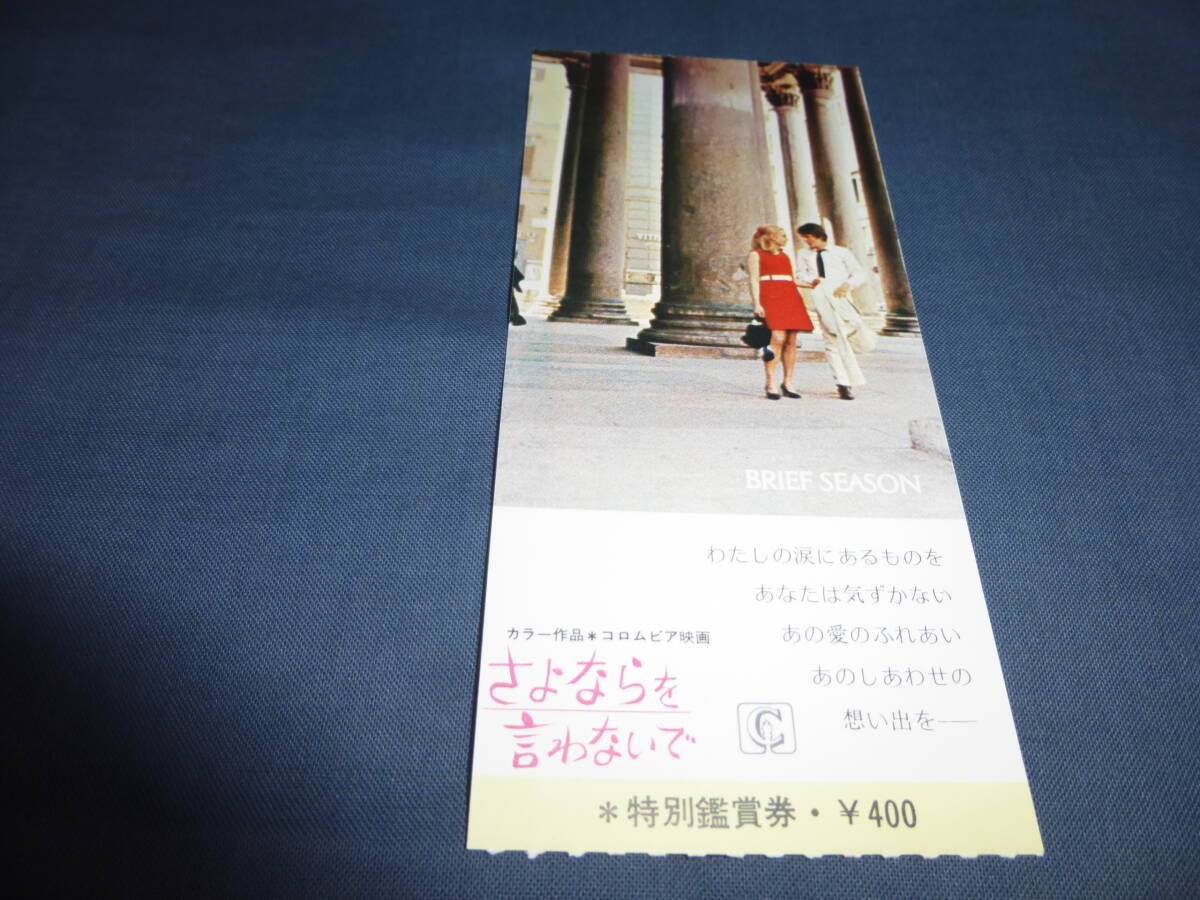 BRIEF SEASON
わたしの涙にあるものを
あなたは気ずかない
あの愛のふれあい
あのしあわせの
想い出を──
カラー作品＊コロムビア映画
さよならを
言わないで
C
＊特別鑑賞券・￥400